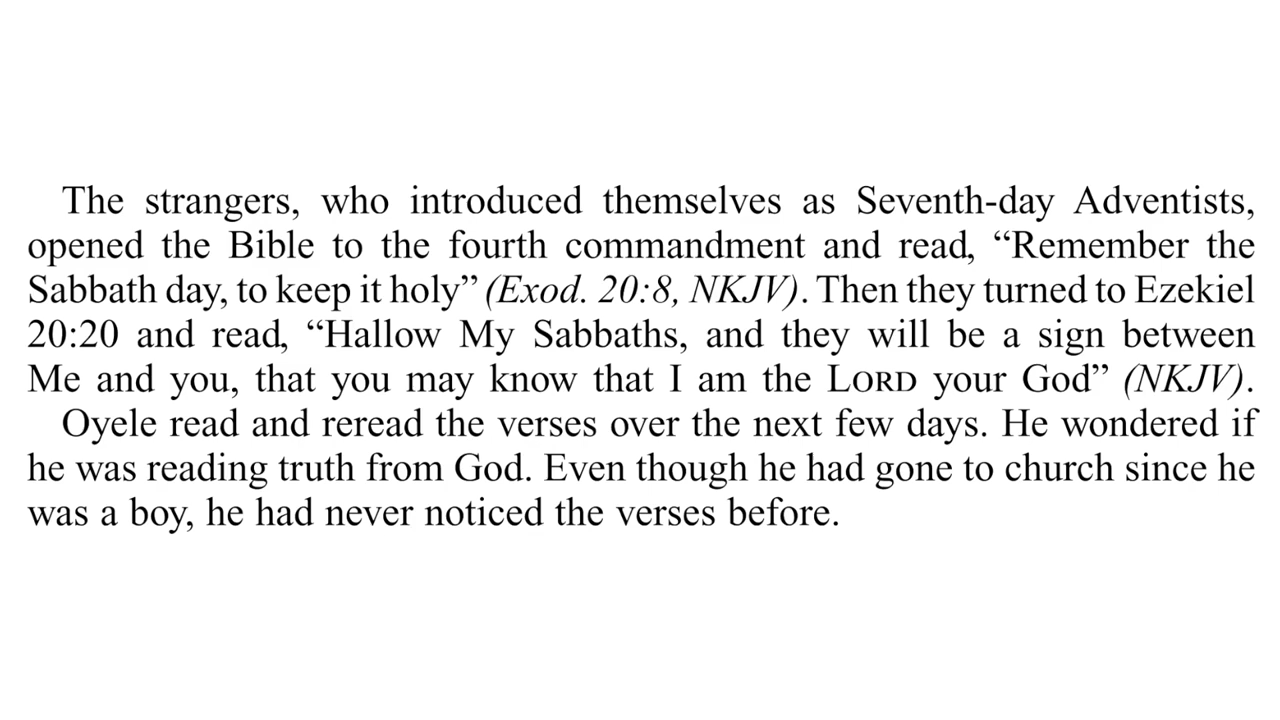 The strangers, who introduced themselves as Seventh-day Adventists,
opened the Bible to the fourth commandment and read, “Remember the
Sabbath day, to keep it holy” (Exod. 20:8, NKJV). Then they turned to Ezekiel
20:20 and read, “Hallow My Sabbaths, and they will be a sign between
Me and you, that you may know that I am the LORD your God” (NKJV).
Oyele read and reread the verses over the next few days. He wondered if
he was reading truth from God. Even though he had gone to church since he
was a boy, he had never noticed the verses before.